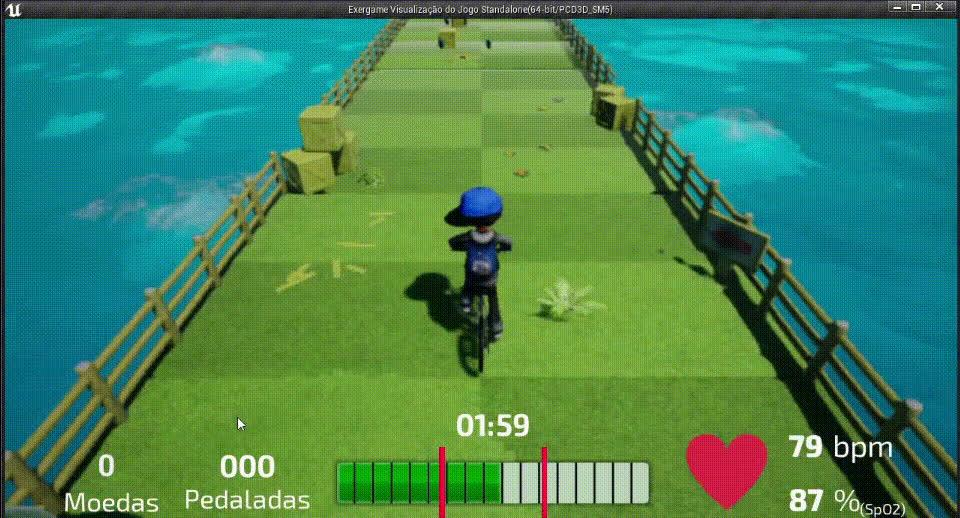 Exergame Visualização do Jogo Standalone(64-bit/PCD3D_SM5)
01:59
0
Moedas
000
Pedaladas
79 bpm
87 %(SpO2)